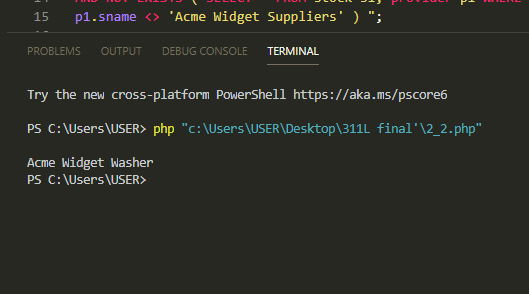 15 p1.sname <> 'Acme Widget Suppliers' ) ";
PROBLEMS OUTPUT DEBUG CONSOLE TERMINAL
Try the new cross-platform PowerShell https://aka.ms/pscore6
PS C:\Users\USER> php "c:\Users\USER\Desktop\311L final'\2_2.php"
Acme Widget Washer
PS C:\Users\USER>